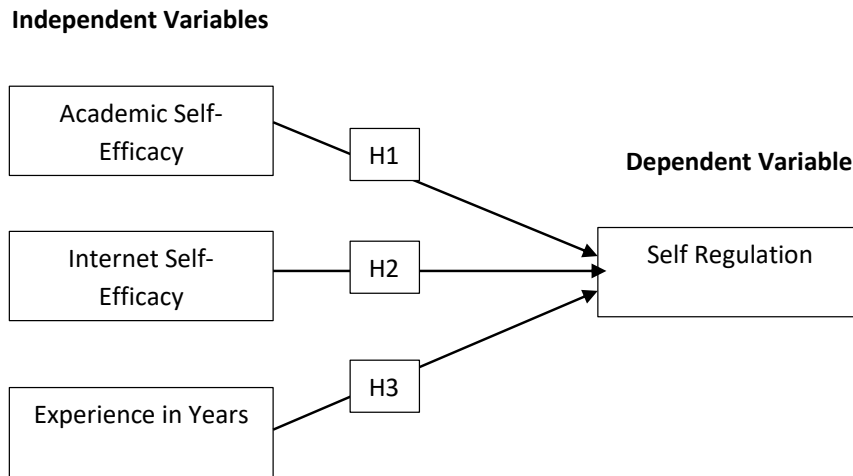 Independent Variables
Academic Self-
Efficacy
H1
Dependent Variable
Internet Self-
Efficacy
H2
Self Regulation
Experience in Years
H3